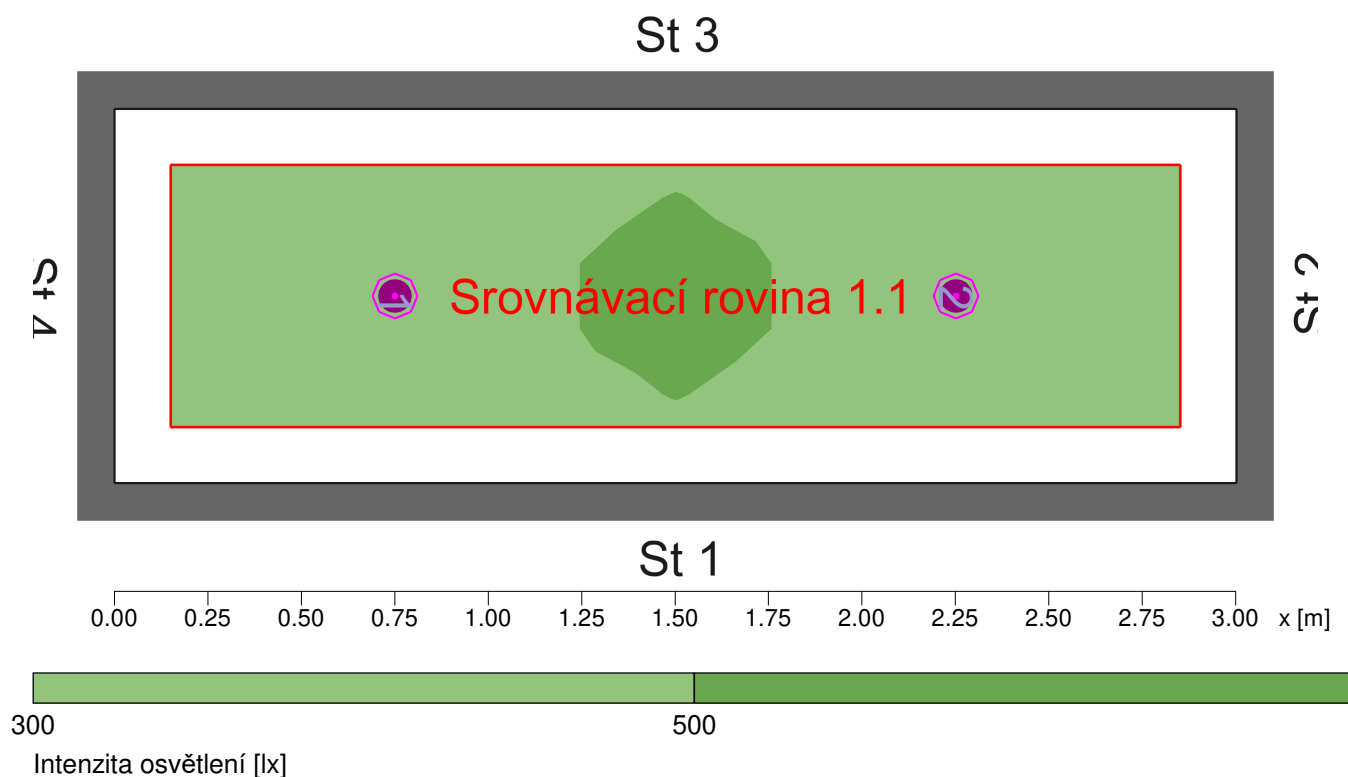 St 3
St 4
1
Srovnávací rovina 1.1
2
St 2
St 1
0.00 0.25 0.50 0.75 1.00 1.25 1.50 1.75 2.00 2.25 2.50 2.75 3.00 x [m]
300 500
Intenzita osvětlení [lx]